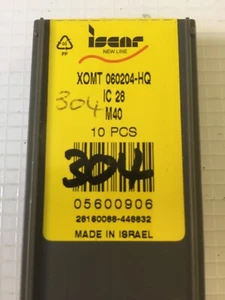 PP
iscar
NEW LINE
XOMT 060204-HQ
IC 28
304
M40
10 PCS
304
05600906
28160088-448832
MADE IN ISRAEL